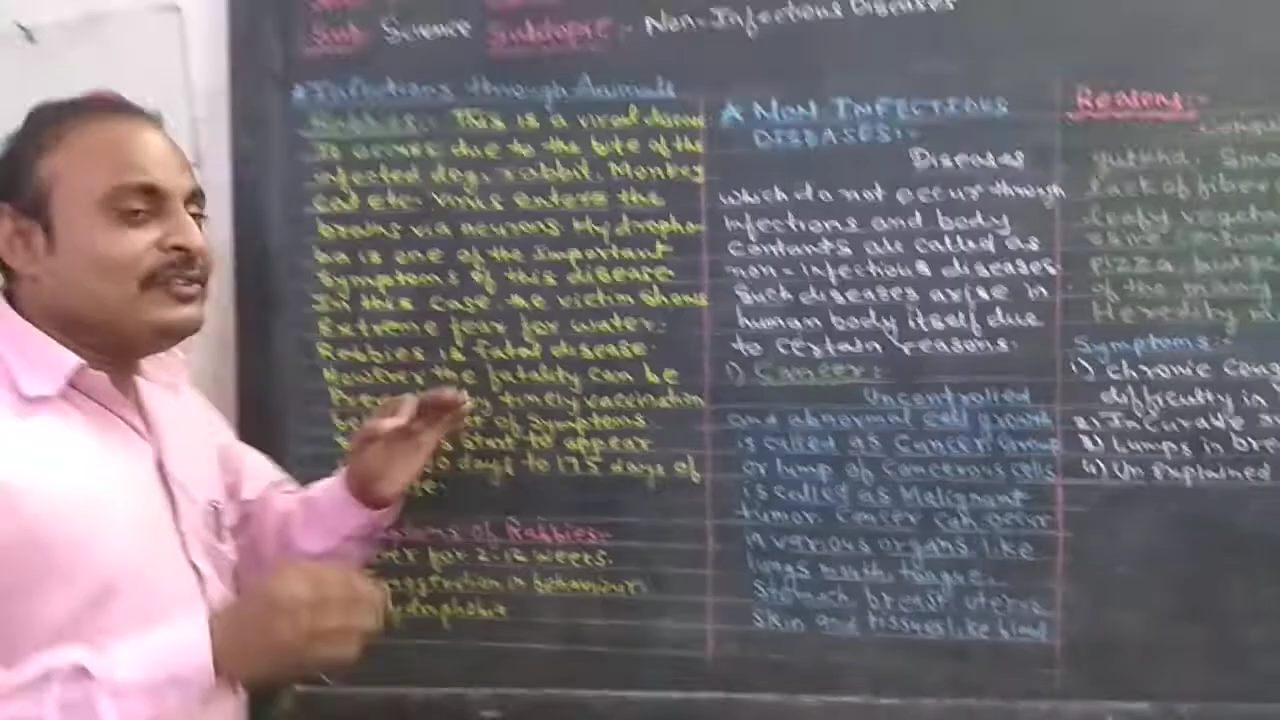 Sub Science Subtopic :- Non-Infectious Diseases
* Infections through Animals
Rabbies:- This is a viral disease
It occurs due to the bite of the
infected dog, rabbit, Monkey
cat etc. Virus enters the
brains via neurons Hydropho-
bia is one of the important
Symptoms of this disease
In this case the victim shows
Extreme fear for water.
Rabbies is fatal disease.
However the fatality can be
timely vaccination
of Symptoms
start to appear
days to 175 days of
of Rabbies:-
for 2-12 weeks.
in behaviour
Hydrophobia
A NON INFECTIOUS
DISEASES:-
Diseases
which do not occur through
infections and body
contants are called as
non-infectious diseases
Such diseases arise in
human body itself due
to certain reasons.
1) Cancer:
Uncontrolled
and abnormal cell growth
is called as Cancer Group
or lump of Cancerous cells
is called as Malignant
tumor. Cancer can occur
in various organs like
lungs mouth, tongue,
Stomach, breast, uterus
Skin and tissues like blood
Reasons:-
gutkha, Smo
Lack of fiber
leafy vegeta
pizza, burge
of the
Heredity
Symptoms:-
1) chronic Coug
difficulty in
2)
3) Lumps in bre
4) Unexplained